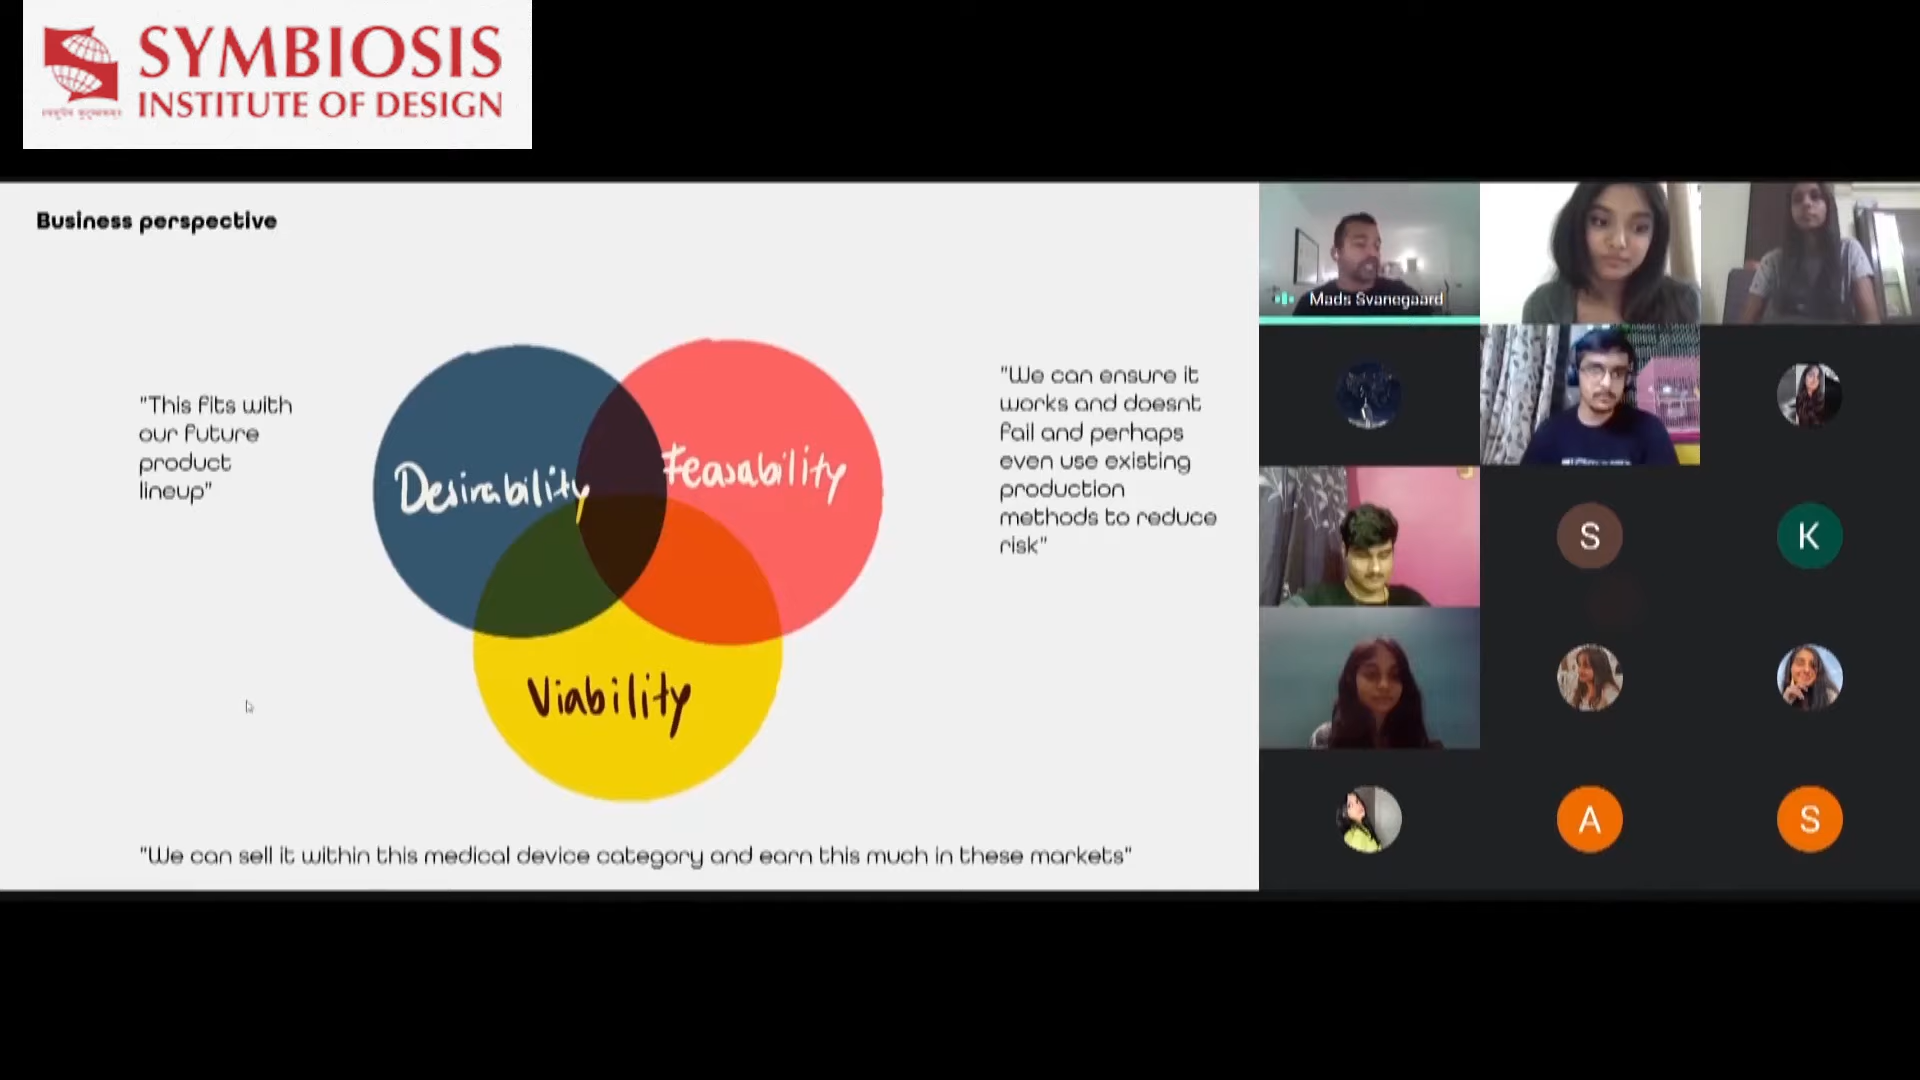 SYMBIOSIS
INSTITUTE OF DESIGN
Business perspective
"This fits with
our future
product
lineup"
Desirability
Feasability
Viability
"We can ensure it
works and doesnt
fail and perhaps
even use existing
production
methods to reduce
risk"
"We can sell it within this medical device category and earn this much in these markets"
Mads Svanegaard
S
K
A
S